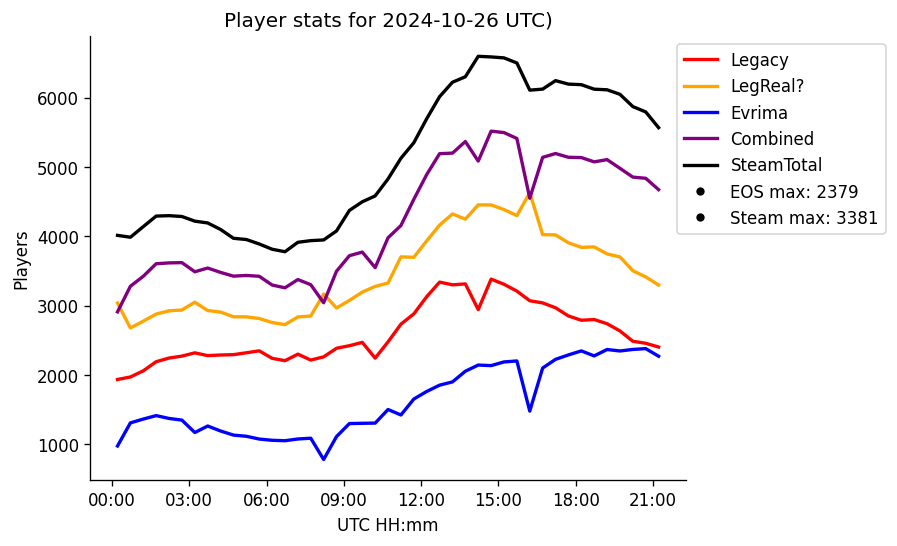 Player stats for 2024-10-26 UTC)
Legacy
LegReal?
Evrima
Combined
SteamTotal
EOS max: 2379
Steam max: 3381
Players
6000
5000
4000
3000
2000
1000
00:00 03:00 06:00 09:00 12:00 15:00 18:00 21:00
UTC HH:mm